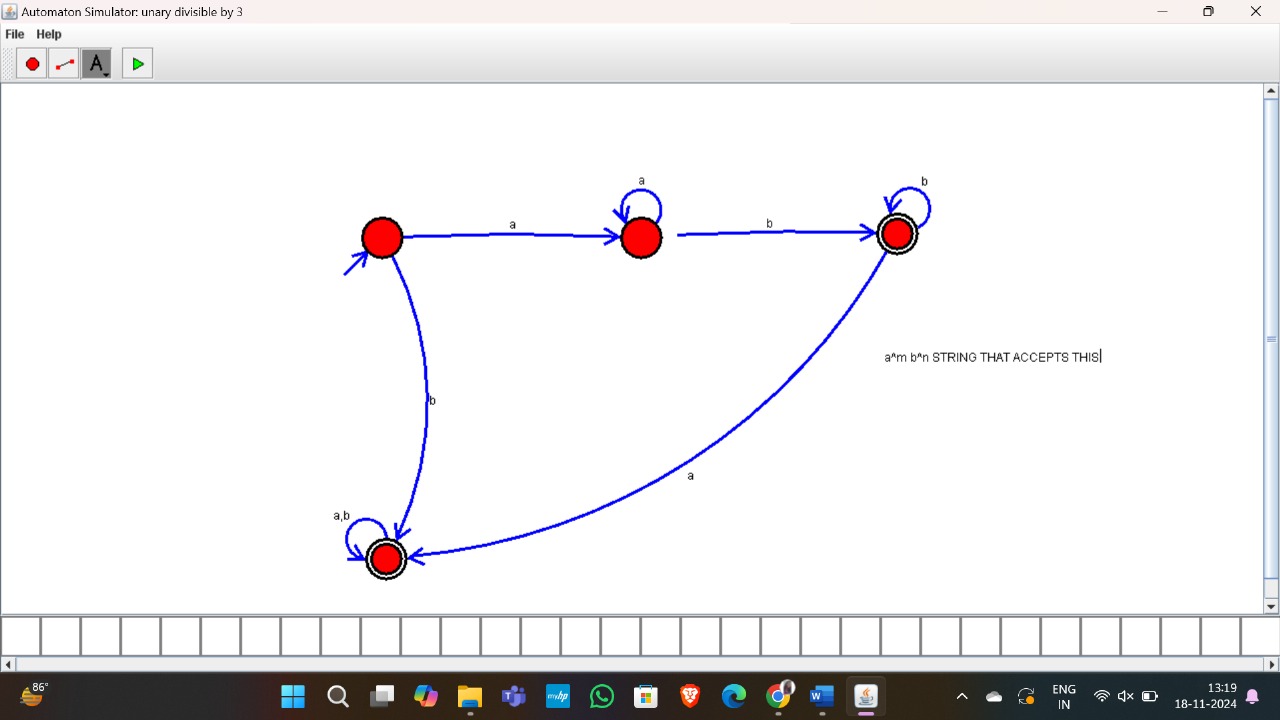 Automaton Simulator: unary divisible by 3
File Help
A
a
b
a
b
a^m b^n STRING THAT ACCEPTS THIS
b
a
a,b
86°
myhp
W
ENG
IN
13:19
18-11-2024